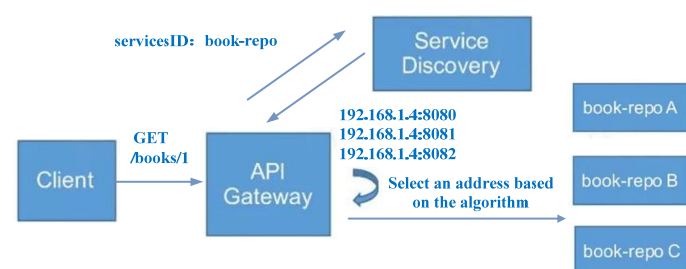 servicesID：book-repo
Service
Discovery
192.168.1.4:8080
192.168.1.4:8081
192.168.1.4:8082
book-repo A
GET
/books/1
Client
API
Gateway
Select an address based
on the algorithm
book-repo B
book-repo C